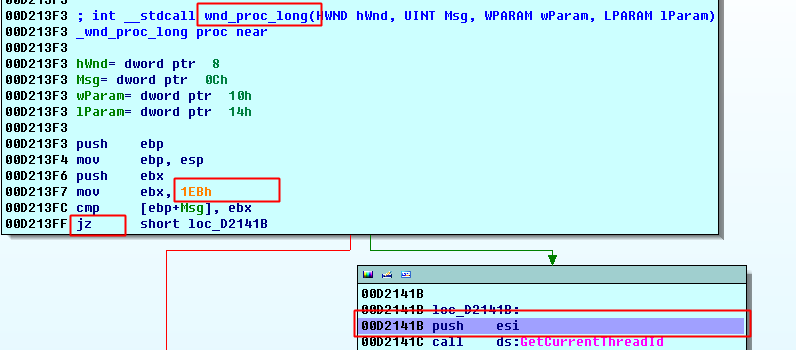 00D213F3
00D213F3 ; int __stdcall wnd_proc_long(HWND hWnd, UINT Msg, WPARAM wParam, LPARAM lParam)
00D213F3 _wnd_proc_long proc near
00D213F3
00D213F3 hWnd= dword ptr  8
00D213F3 Msg= dword ptr  0Ch
00D213F3 wParam= dword ptr  10h
00D213F3 lParam= dword ptr  14h
00D213F3
00D213F3 push    ebp
00D213F4 mov     ebp, esp
00D213F6 push    ebx
00D213F7 mov     ebx, 1EBh
00D213FC cmp     [ebp+Msg], ebx
00D213FF jz      short loc_D2141B
00D2141B
00D2141B loc_D2141B:
00D2141B push    esi
00D2141C call    ds:GetCurrentThreadId